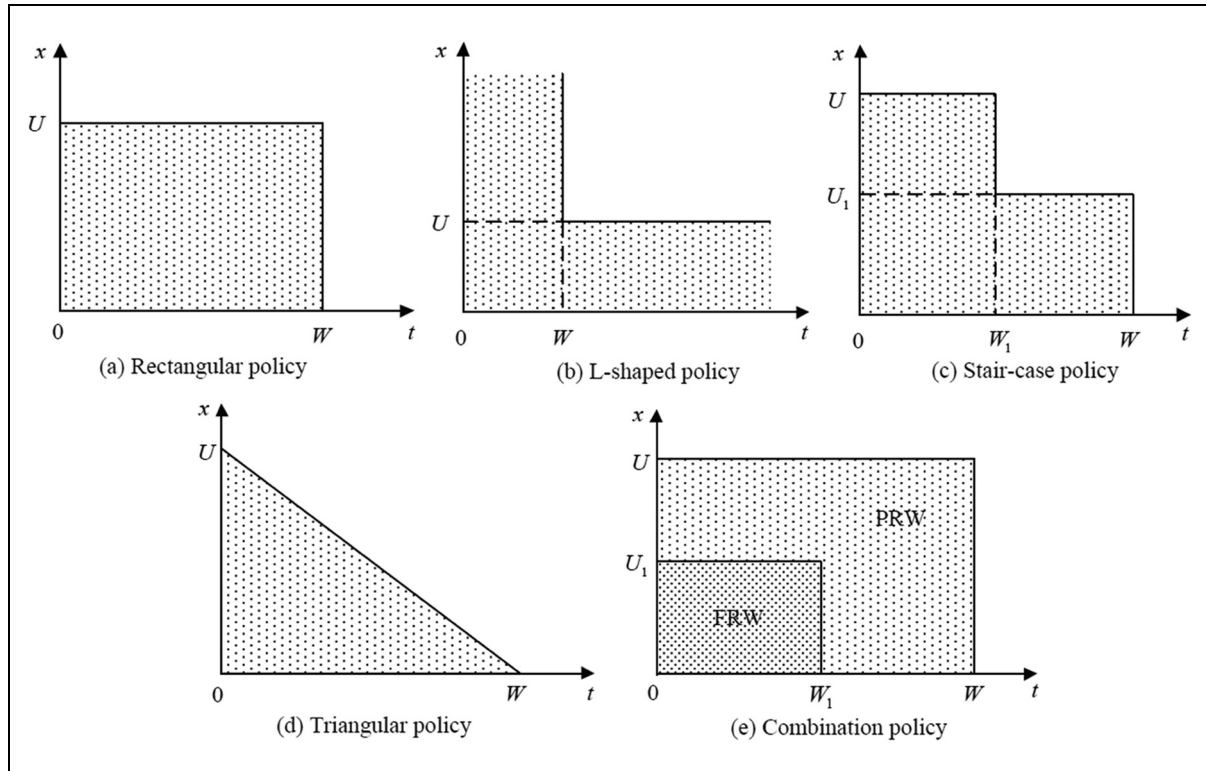 x
U
0
W
t
(a) Rectangular policy
x
U
0
W
t
(b) L-shaped policy
x
U
U₁
0
W₁
W
t
(c) Stair-case policy
x
U
0
W
t
(d) Triangular policy
x
U
PRW
U₁
FRW
0
W₁
W
t
(e) Combination policy